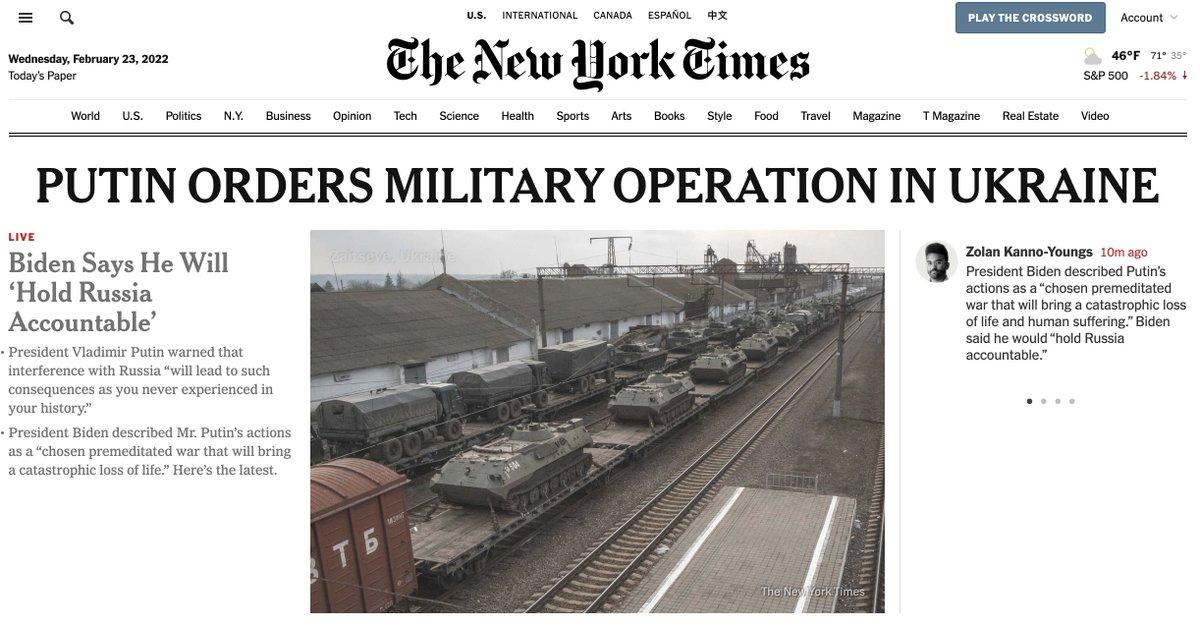 U.S. INTERNATIONAL CANADA ESPAÑOL 中文
PLAY THE CROSSWORD
Account
Wednesday, February 23, 2022
Today's Paper
The New York Times
46°F 71° 35°
S&P 500 -1.84% ↓
World U.S. Politics N.Y. Business Opinion Tech Science Health Sports Arts Books Style Food Travel Magazine T Magazine Real Estate Video
PUTIN ORDERS MILITARY OPERATION IN UKRAINE
LIVE
Biden Says He Will
‘Hold Russia
Accountable’
• President Vladimir Putin warned that
interference with Russia “will lead to such
consequences as you never experienced in
your history.”
• President Biden described Mr. Putin’s actions
as a “chosen premeditated war that will bring
a catastrophic loss of life.” Here’s the latest.
Zaitseve, Ukraine
ТБ
The New York Times
Zolan Kanno-Youngs 10m ago
President Biden described Putin’s
actions as a “chosen premeditated
war that will bring a catastrophic loss
of life and human suffering.” Biden
said he would “hold Russia
accountable.”